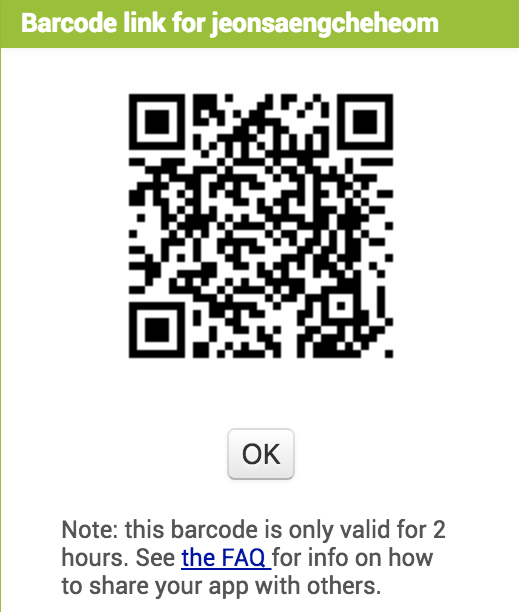 Barcode link for jeonsaengcheheom
OK
Note: this barcode is only valid for 2
hours. See the FAQ for info on how
to share your app with others.